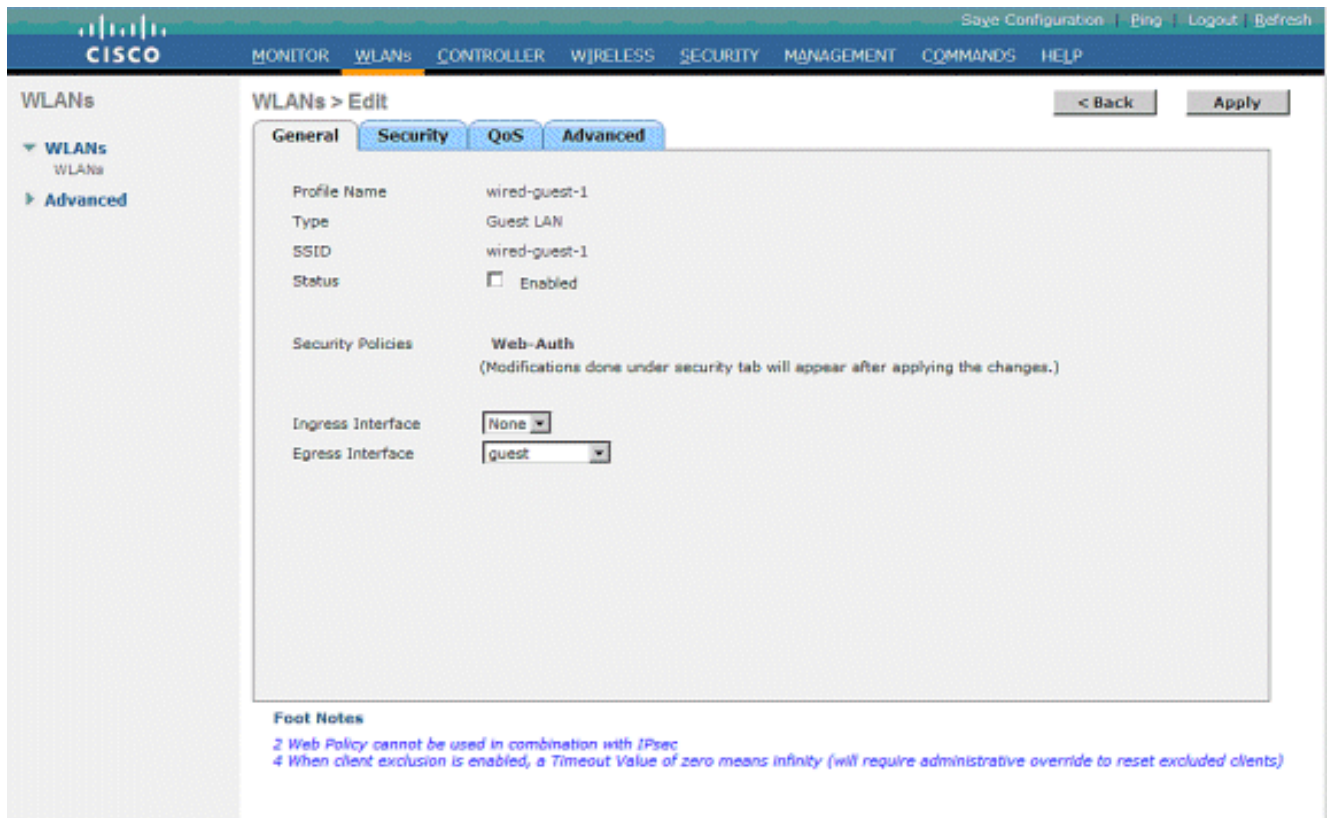 Save Configuration | Ping | Logout | Refresh
CISCO
MONITOR WLANs CONTROLLER WIRELESS SECURITY MANAGEMENT COMMANDS HELP
WLANs
WLANs > Edit
< Back
Apply
WLANs
WLANs
Advanced
General
Security
QoS
Advanced
Profile Name wired-guest-1
Type Guest LAN
SSID wired-guest-1
Status Enabled
Security Policies Web-Auth
(Modifications done under security tab will appear after applying the changes.)
Ingress Interface None
Egress Interface guest
Foot Notes
2 Web Policy cannot be used in combination with IPsec
4 When client exclusion is enabled, a Timeout Value of zero means infinity (will require administrative override to reset excluded clients)